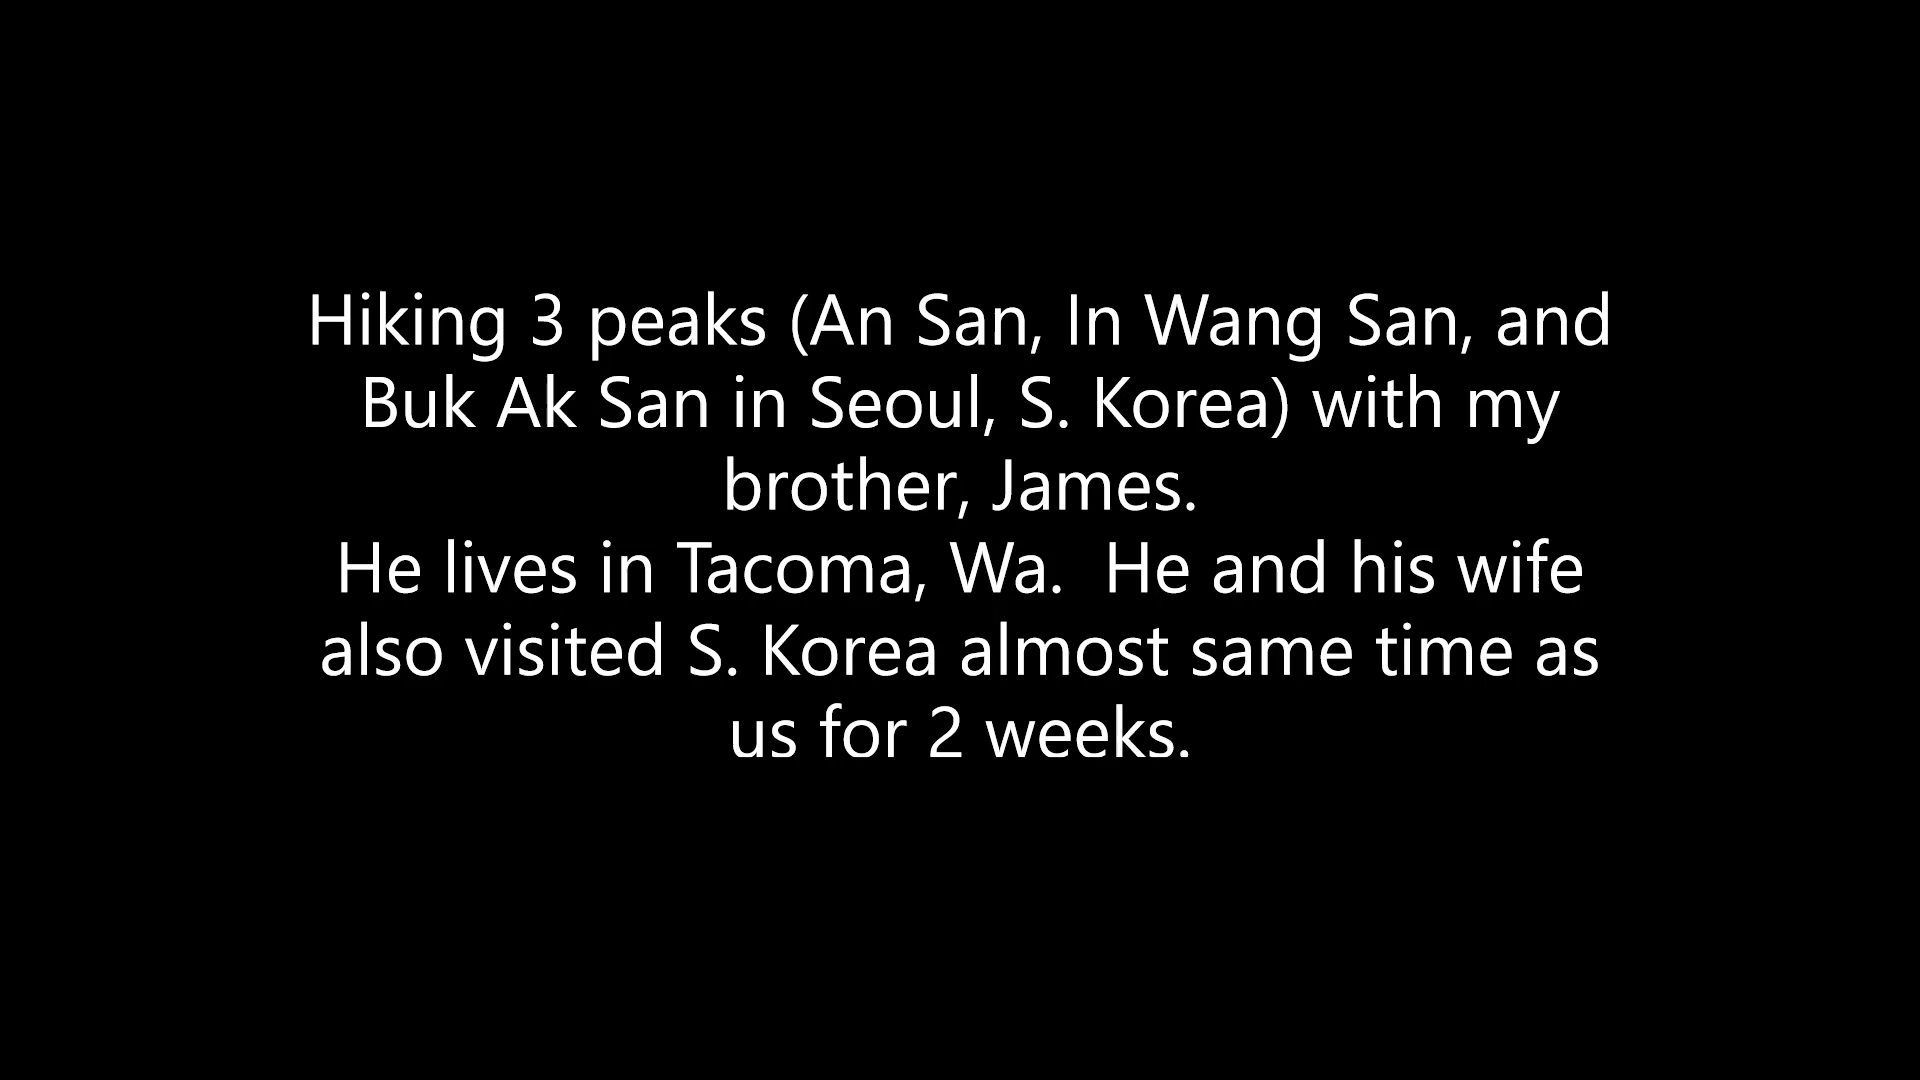 Hiking 3 peaks (An San, In Wang San, and
Buk Ak San in Seoul, S. Korea) with my
brother, James.
He lives in Tacoma, Wa.  He and his wife
also visited S. Korea almost same time as
us for 2 weeks.